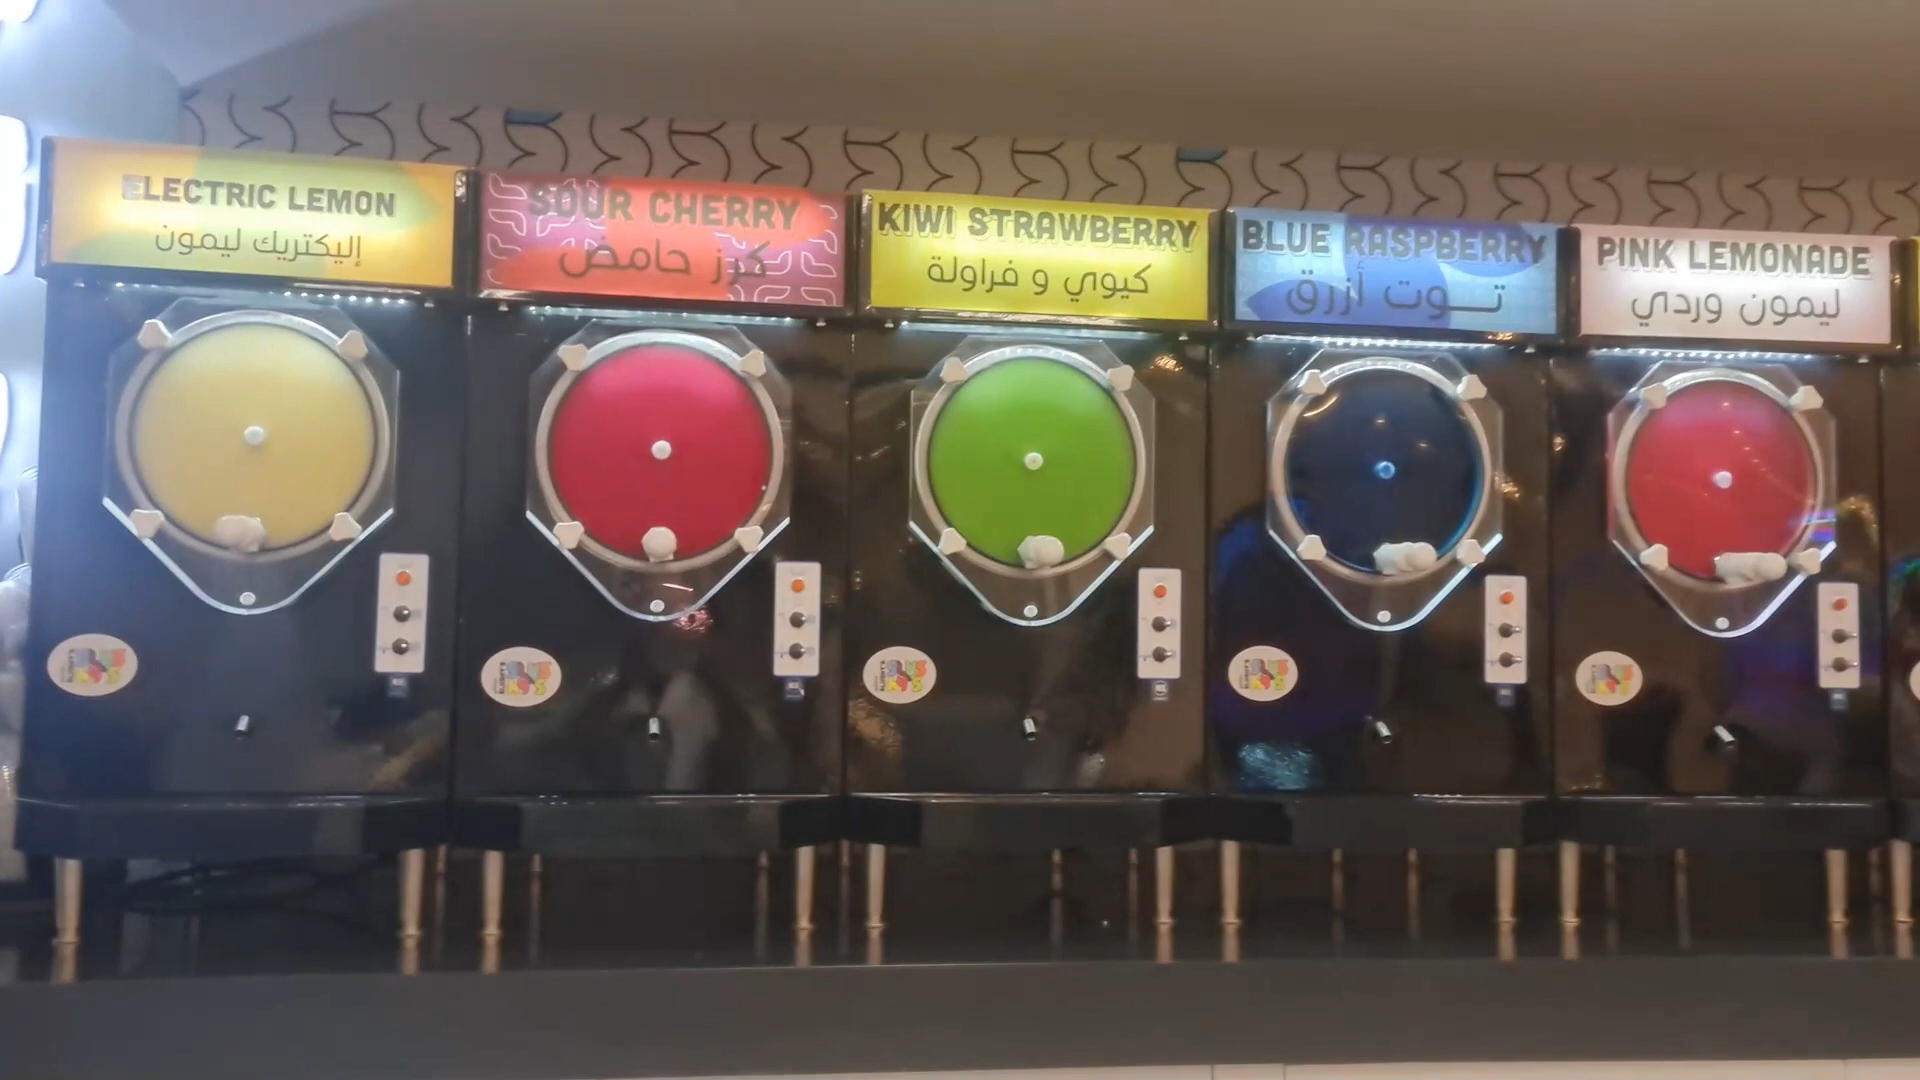 ELECTRIC LEMON
إليكتريك ليمون
SOUR CHERRY
كرز حامض
KIWI STRAWBERRY
كيوي و فراولة
BLUE RASPBERRY
تـــوت أزرق
PINK LEMONADE
ليمون وردي